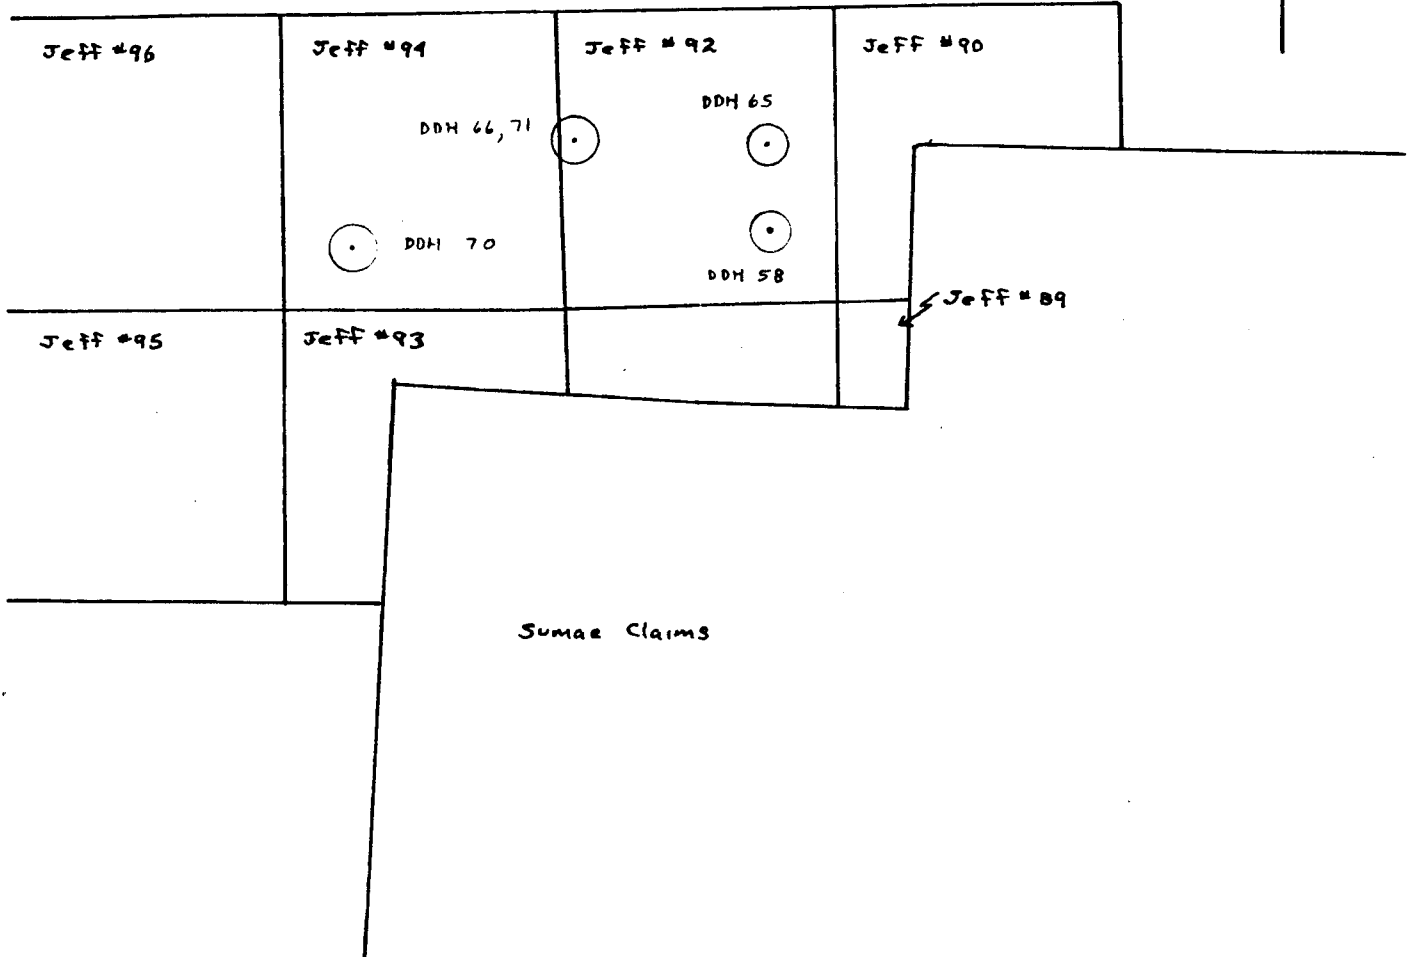 Jeff #96
Jeff #94
Jeff #92
Jeff #90
DDH 65
DDH 66, 71
DDH 70
DDH 58
Jeff #89
Jeff #95
Jeff #93
Sumae Claims